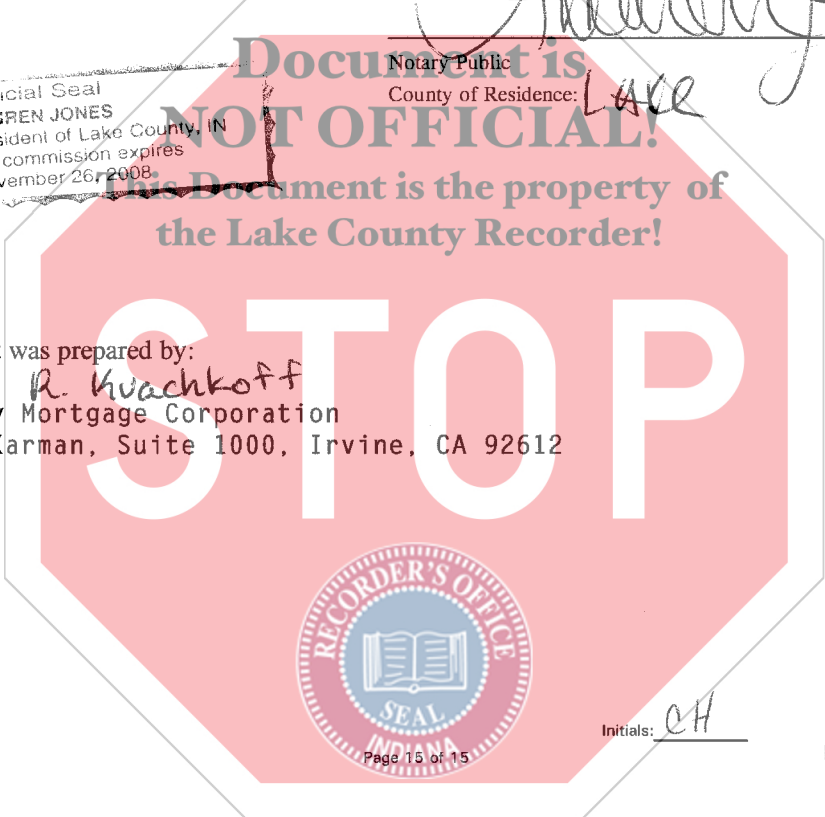 Document is
Notary Public
County of Residence: Lake
NOT OFFICIAL!
icial Seal
REN JONES
sident of Lake County, IN
commission expires
vember 26, 2008
This Document is the property of
the Lake County Recorder!
STOP
was prepared by:
R. Kvachkoff
Mortgage Corporation
Karman, Suite 1000, Irvine, CA 92612
RECORDER'S OFFICE
SEAL
INDIANA
Initials: CH
Page 15 of 15